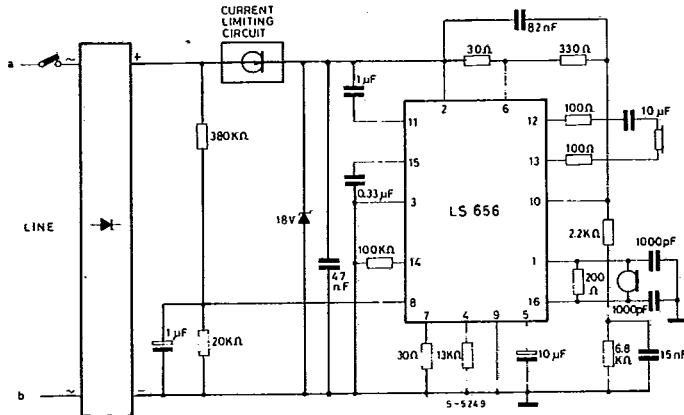 CURRENT
LIMITING
CIRCUIT
82nF
30Ω
330Ω
a
~
+
1µF
2
6
11
12
100Ω
10µF
380KΩ
15
13
100Ω
0.33µF
3
LS 656
10
LINE
18V
2.2KΩ
100KΩ
14
1
1000pF
47
nF
200
Ω
8
16
1000pF
7
4
9
5
1µF
20KΩ
30Ω
13KΩ
10µF
6.8
KΩ
15nF
b
~
-
S-5249